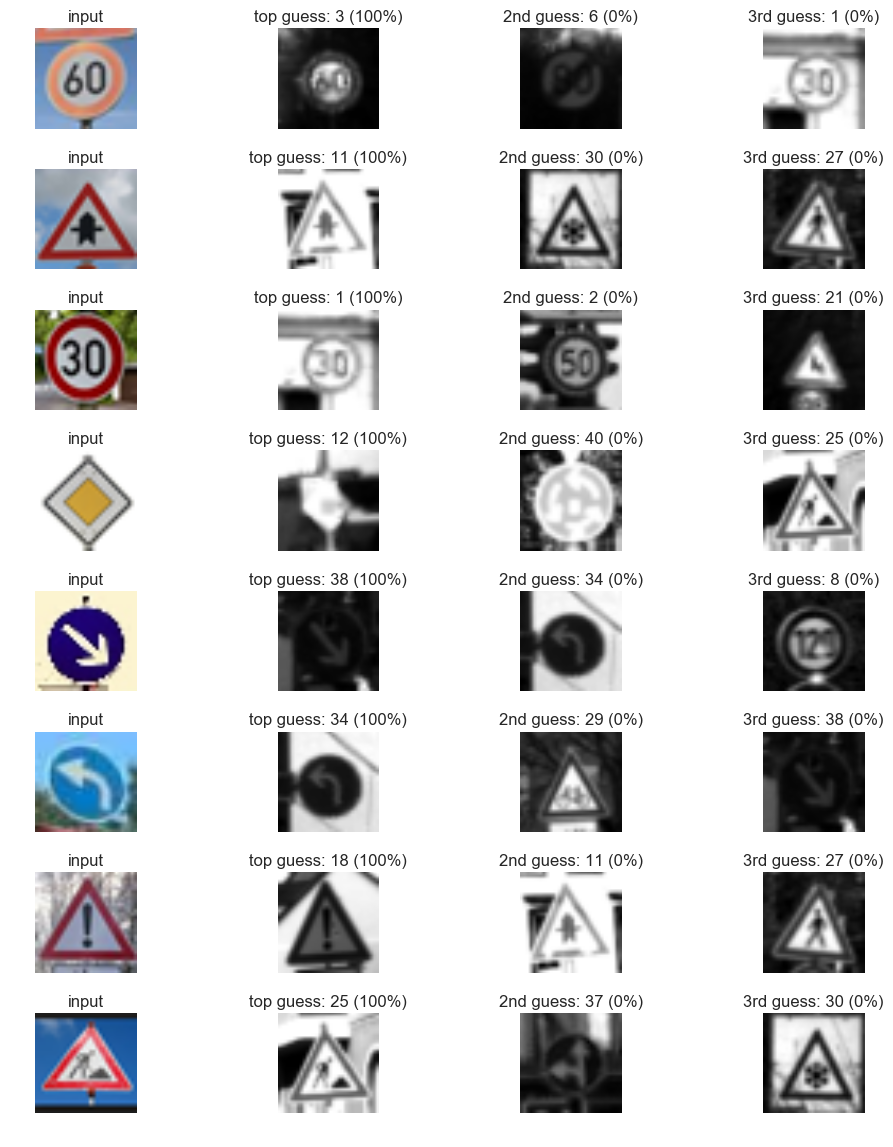 input top guess: 3 (100%) 2nd guess: 6 (0%) 3rd guess: 1 (0%)
60 60 80 30
input top guess: 11 (100%) 2nd guess: 30 (0%) 3rd guess: 27 (0%)
input top guess: 1 (100%) 2nd guess: 2 (0%) 3rd guess: 21 (0%)
30 30 50
input top guess: 12 (100%) 2nd guess: 40 (0%) 3rd guess: 25 (0%)
input top guess: 38 (100%) 2nd guess: 34 (0%) 3rd guess: 8 (0%)
120
input top guess: 34 (100%) 2nd guess: 29 (0%) 3rd guess: 38 (0%)
input top guess: 18 (100%) 2nd guess: 11 (0%) 3rd guess: 27 (0%)
input top guess: 25 (100%) 2nd guess: 37 (0%) 3rd guess: 30 (0%)